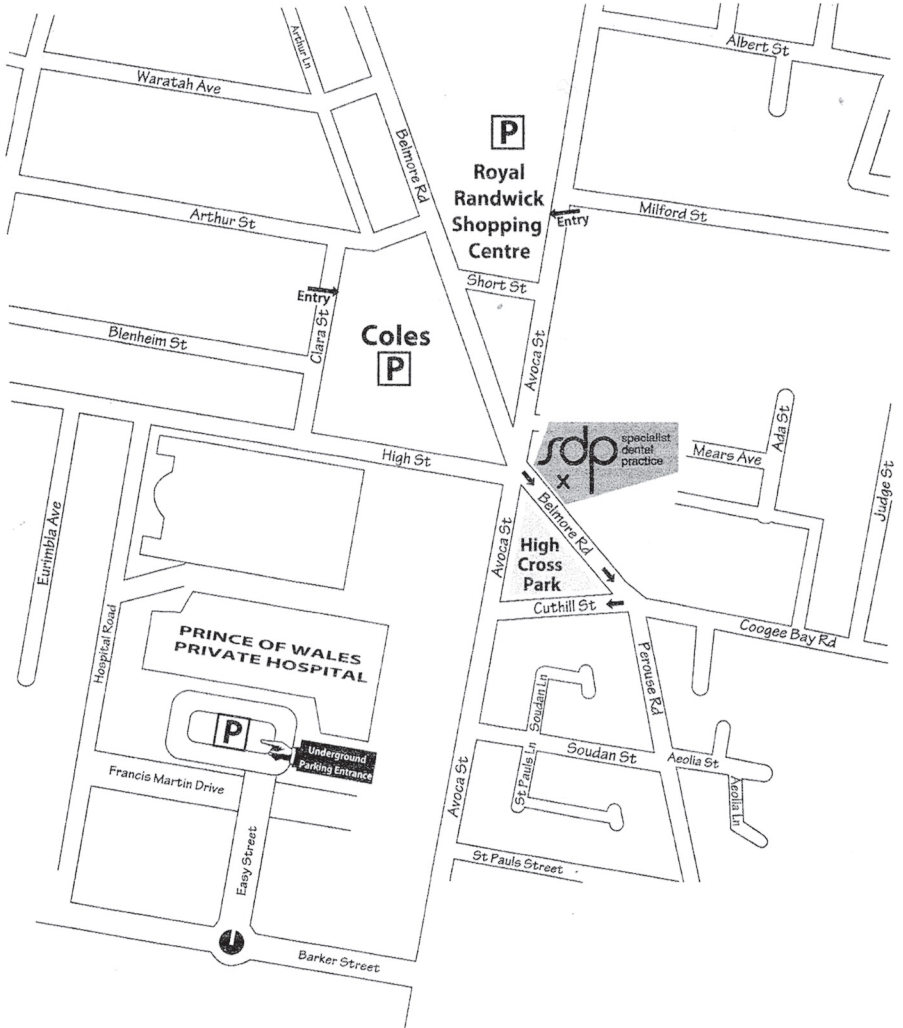 Arthur Ln
Albert St
Waratah Ave
P
Royal
Randwick
Shopping
Centre
Belmore Rd
Milford St
Entry
Arthur St
Short St
Entry
Clara St
Coles
P
Blenheim St
Avoca St
sdp specialist
dental
practice
x
Ada St
Mears Ave
Judge St
High St
Belmore Rd
Avoca St
High
Cross
Park
Eurimbla Ave
Cuthill St
Coogee Bay Rd
Hospital Road
PRINCE OF WALES
PRIVATE HOSPITAL
Perouse Rd
Soudan Ln
P
Underground
Parking Entrance
Soudan St
Aeolia St
St Pauls Ln
Aeolia Ln
Francis Martin Drive
Avoca St
Easy Street
St Pauls Street
Barker Street